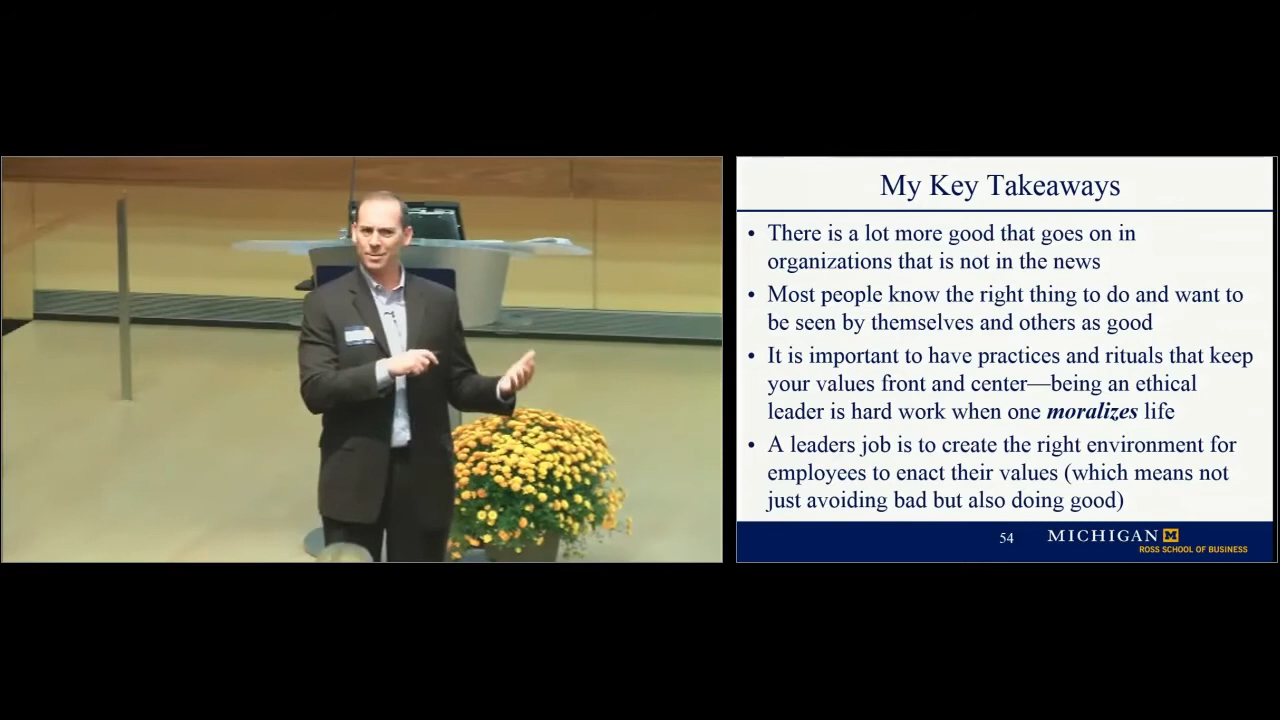 My Key Takeaways
• There is a lot more good that goes on in
organizations that is not in the news
• Most people know the right thing to do and want to
be seen by themselves and others as good
• It is important to have practices and rituals that keep
your values front and center—being an ethical
leader is hard work when one moralizes life
• A leaders job is to create the right environment for
employees to enact their values (which means not
just avoiding bad but also doing good)
54
MICHIGAN M
ROSS SCHOOL OF BUSINESS